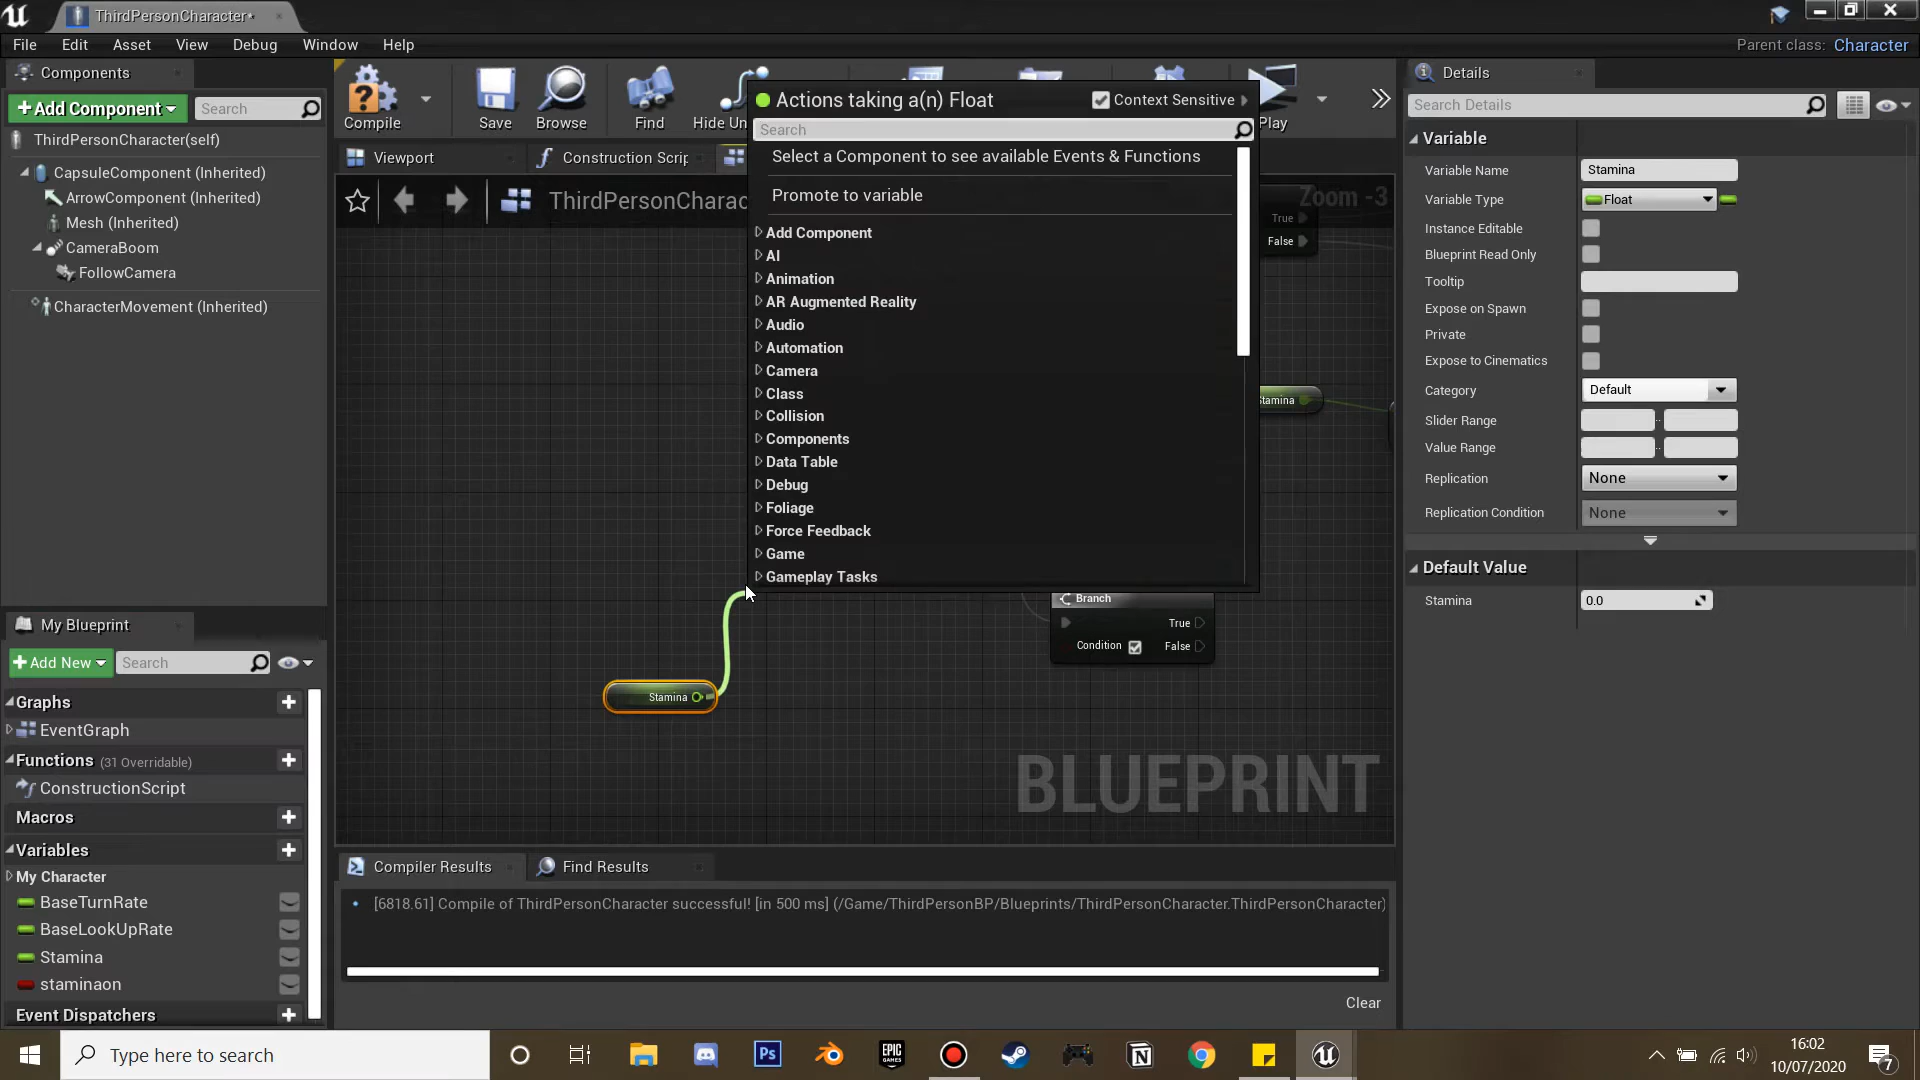 ThirdPersonCharacter*
File Edit Asset View Debug Window Help
Parent class: Character
Components
+ Add Component
Search
ThirdPersonCharacter(self)
CapsuleComponent (Inherited)
ArrowComponent (Inherited)
Mesh (Inherited)
CameraBoom
FollowCamera
CharacterMovement (Inherited)
My Blueprint
+ Add New
Search
Graphs
EventGraph
Functions (31 Overridable)
ConstructionScript
Macros
Variables
My Character
BaseTurnRate
BaseLookUpRate
Stamina
staminaon
Event Dispatchers
Compile
Save
Browse
Find
Hide Un
Play
Viewport
Construction Scrip
ThirdPersonCharac
Zoom -3
True
False
Actions taking a(n) Float
Context Sensitive
Search
Select a Component to see available Events & Functions
Promote to variable
Add Component
AI
Animation
AR Augmented Reality
Audio
Automation
Camera
Class
Collision
Components
Data Table
Debug
Foliage
Force Feedback
Game
Gameplay Tasks
Stamina
Branch
True
Condition
False
Stamina
BLUEPRINT
Compiler Results
Find Results
[6818.61] Compile of ThirdPersonCharacter successful! [in 500 ms] (/Game/ThirdPersonBP/Blueprints/ThirdPersonCharacter.ThirdPersonCharacter)
Clear
Details
Search Details
Variable
Variable Name Stamina
Variable Type Float
Instance Editable
Blueprint Read Only
Tooltip
Expose on Spawn
Private
Expose to Cinematics
Category Default
Slider Range
Value Range
Replication None
Replication Condition None
Default Value
Stamina 0.0
Type here to search
Ps
EPIC GAMES
N
16:02
10/07/2020
7